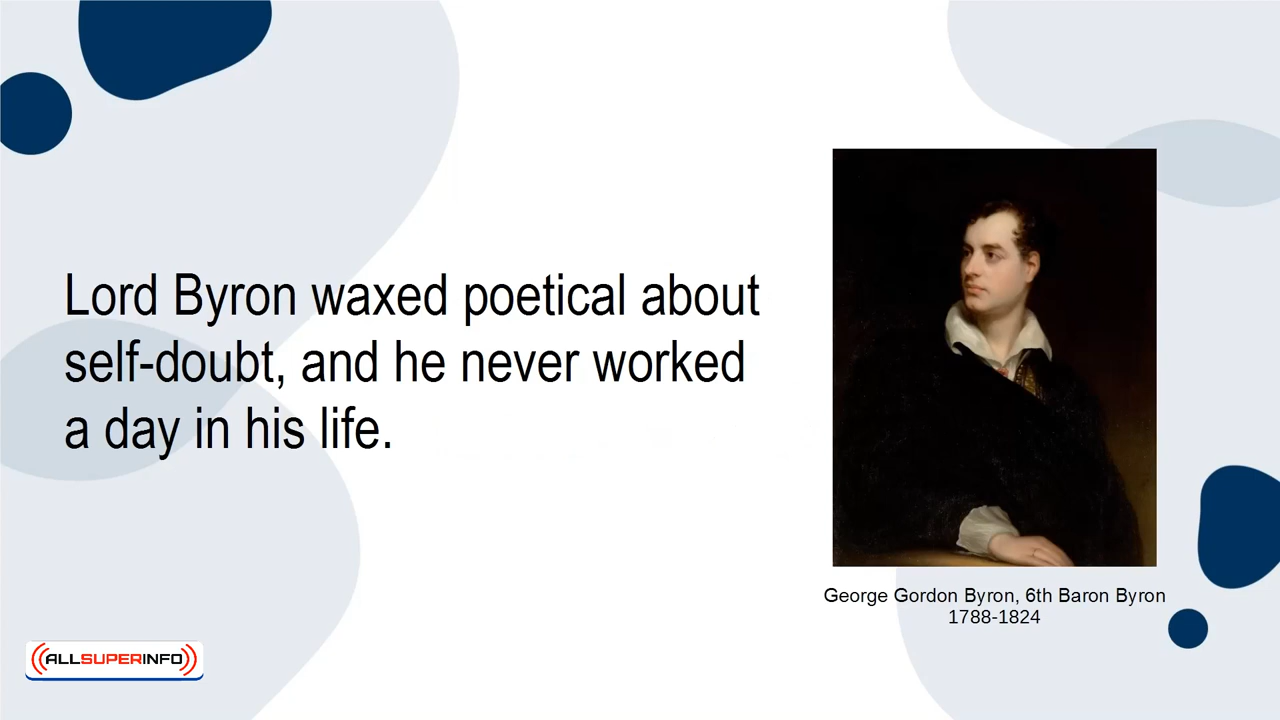 Lord Byron waxed poetical about
self-doubt, and he never worked
a day in his life.
George Gordon Byron, 6th Baron Byron
1788-1824
ALLSUPERINFO